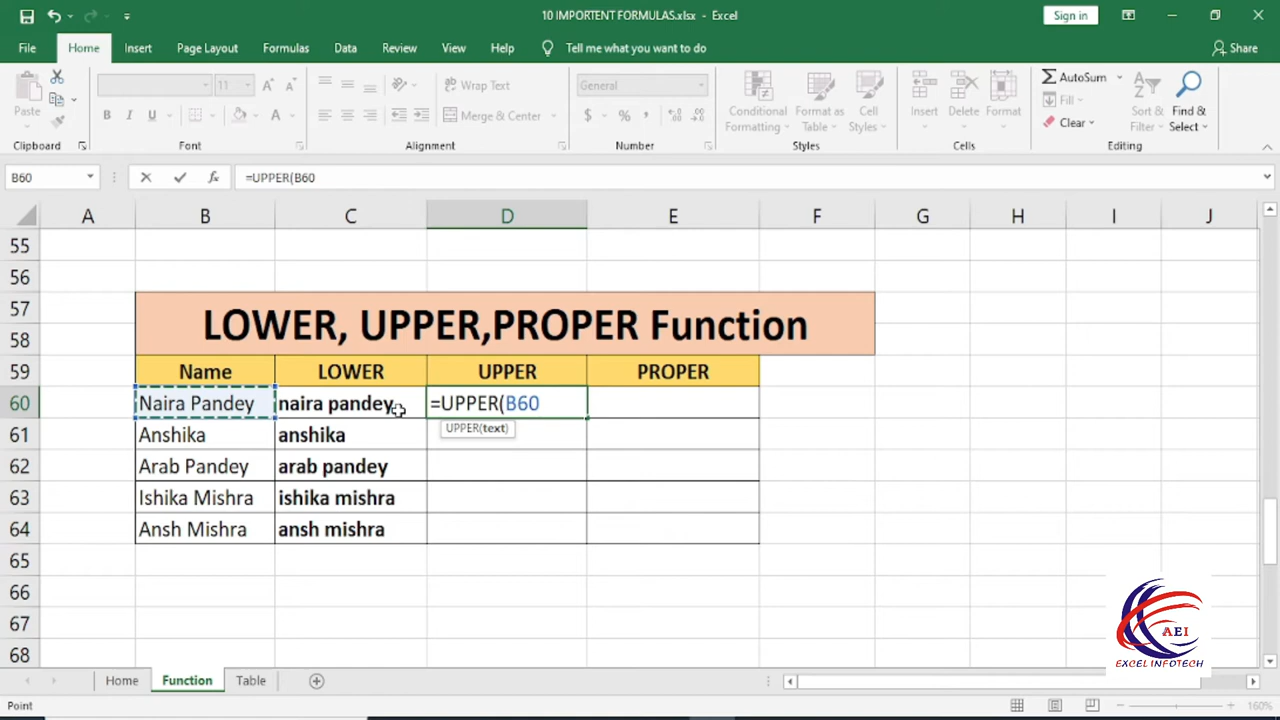 10 IMPORTENT FORMULAS.xlsx - Excel
Sign in
File Home Insert Page Layout Formulas Data Review View Help Tell me what you want to do Share
Paste
B I U A
Wrap Text
Merge & Center
General
$ % ,
Conditional Formatting
Format as Table
Cell Styles
Insert Delete Format
AutoSum
Fill
Clear
Sort & Filter
Find & Select
Clipboard Font Alignment Number Styles Cells Editing
B60 fx =UPPER(B60
A B C D E F G H I J
55
56
57
LOWER, UPPER,PROPER Function
58
59 Name LOWER UPPER PROPER
60 Naira Pandey naira pandey =UPPER(B60
UPPER(text)
61 Anshika anshika
62 Arab Pandey arab pandey
63 Ishika Mishra ishika mishra
64 Ansh Mishra ansh mishra
65
66
67
68
AEI
EXCEL INFOTECH
Home Function Table
Point 160%